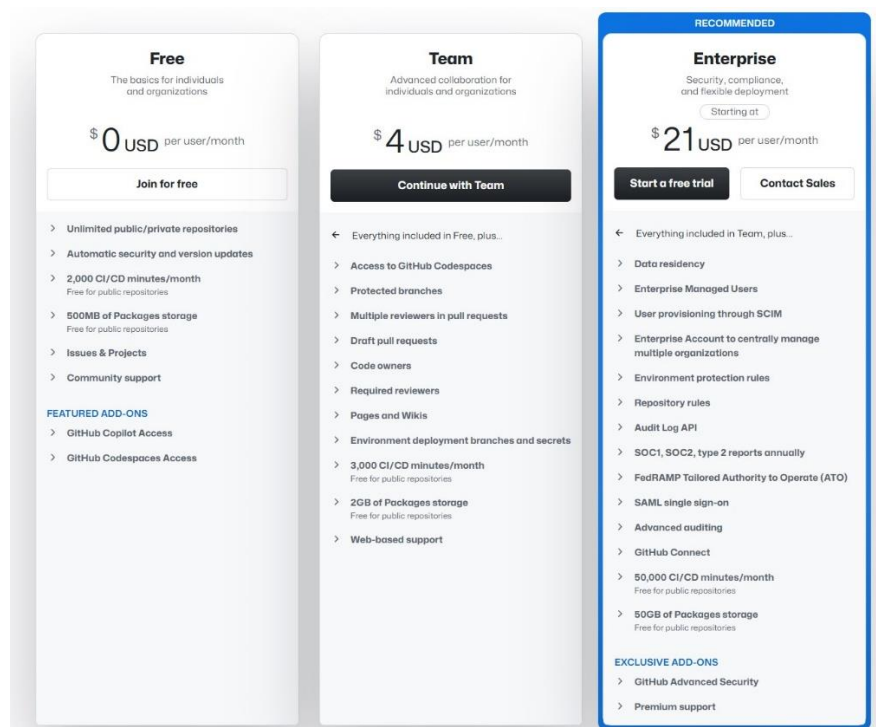 Free
The basics for individuals
and organizations
$ 0 USD per user/month
Join for free
Unlimited public/private repositories
Automatic security and version updates
2,000 CI/CD minutes/month
Free for public repositories
500MB of Packages storage
Free for public repositories
Issues & Projects
Community support
FEATURED ADD-ONS
GitHub Copilot Access
GitHub Codespaces Access
Team
Advanced collaboration for
individuals and organizations
$ 4 USD per user/month
Continue with Team
Everything included in Free, plus...
Access to GitHub Codespaces
Protected branches
Multiple reviewers in pull requests
Draft pull requests
Code owners
Required reviewers
Pages and Wikis
Environment deployment branches and secrets
3,000 CI/CD minutes/month
Free for public repositories
2GB of Packages storage
Free for public repositories
Web-based support
RECOMMENDED
Enterprise
Security, compliance,
and flexible deployment
Starting at
$ 21 USD per user/month
Start a free trial
Contact Sales
Everything included in Team, plus...
Data residency
Enterprise Managed Users
User provisioning through SCIM
Enterprise Account to centrally manage
multiple organizations
Environment protection rules
Repository rules
Audit Log API
SOC1, SOC2, type 2 reports annually
FedRAMP Tailored Authority to Operate (ATO)
SAML single sign-on
Advanced auditing
GitHub Connect
50,000 CI/CD minutes/month
Free for public repositories
50GB of Packages storage
Free for public repositories
EXCLUSIVE ADD-ONS
GitHub Advanced Security
Premium support